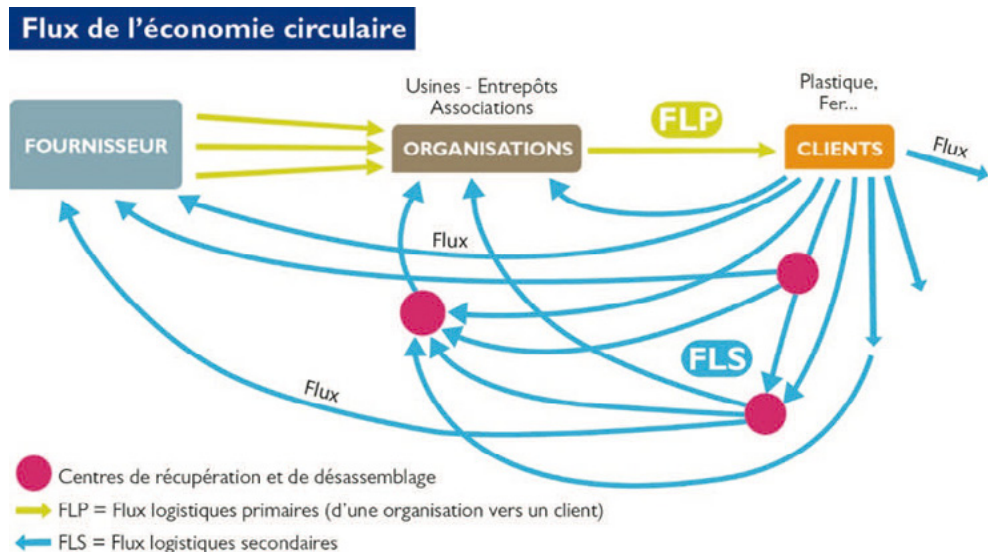 Flux de l'économie circulaire
Usines - Entrepôts
Associations
Plastique,
Fer...
FOURNISSEUR
ORGANISATIONS
FLP
CLIENTS
Flux
Flux
FLS
Flux
Centres de récupération et de désassemblage
FLP = Flux logistiques primaires (d'une organisation vers un client)
FLS = Flux logistiques secondaires